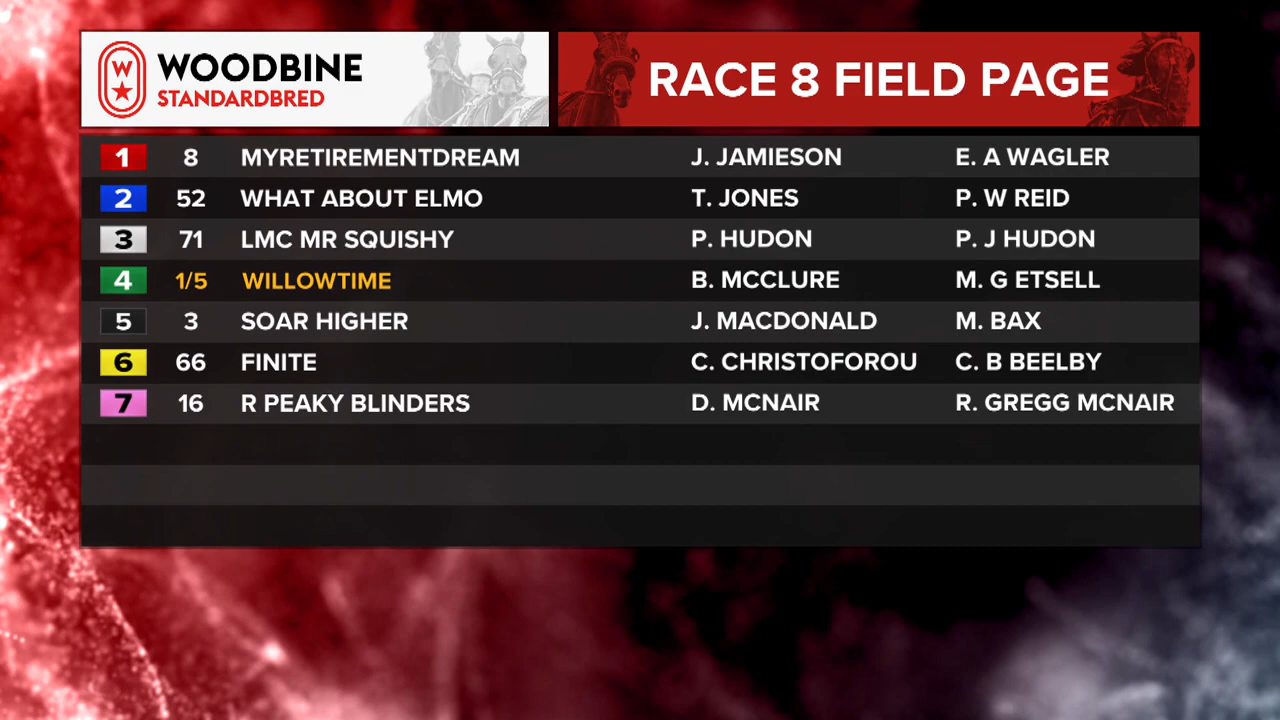 W
WOODBINE
STANDARDBRED
RACE 8 FIELD PAGE
1 8 MYRETIREMENTDREAM J. JAMIESON E. A WAGLER
2 52 WHAT ABOUT ELMO T. JONES P. W REID
3 71 LMC MR SQUISHY P. HUDON P. J HUDON
4 1/5 WILLOWTIME B. MCCLURE M. G ETSELL
5 3 SOAR HIGHER J. MACDONALD M. BAX
6 66 FINITE C. CHRISTOFOROU C. B BEELBY
7 16 R PEAKY BLINDERS D. MCNAIR R. GREGG MCNAIR